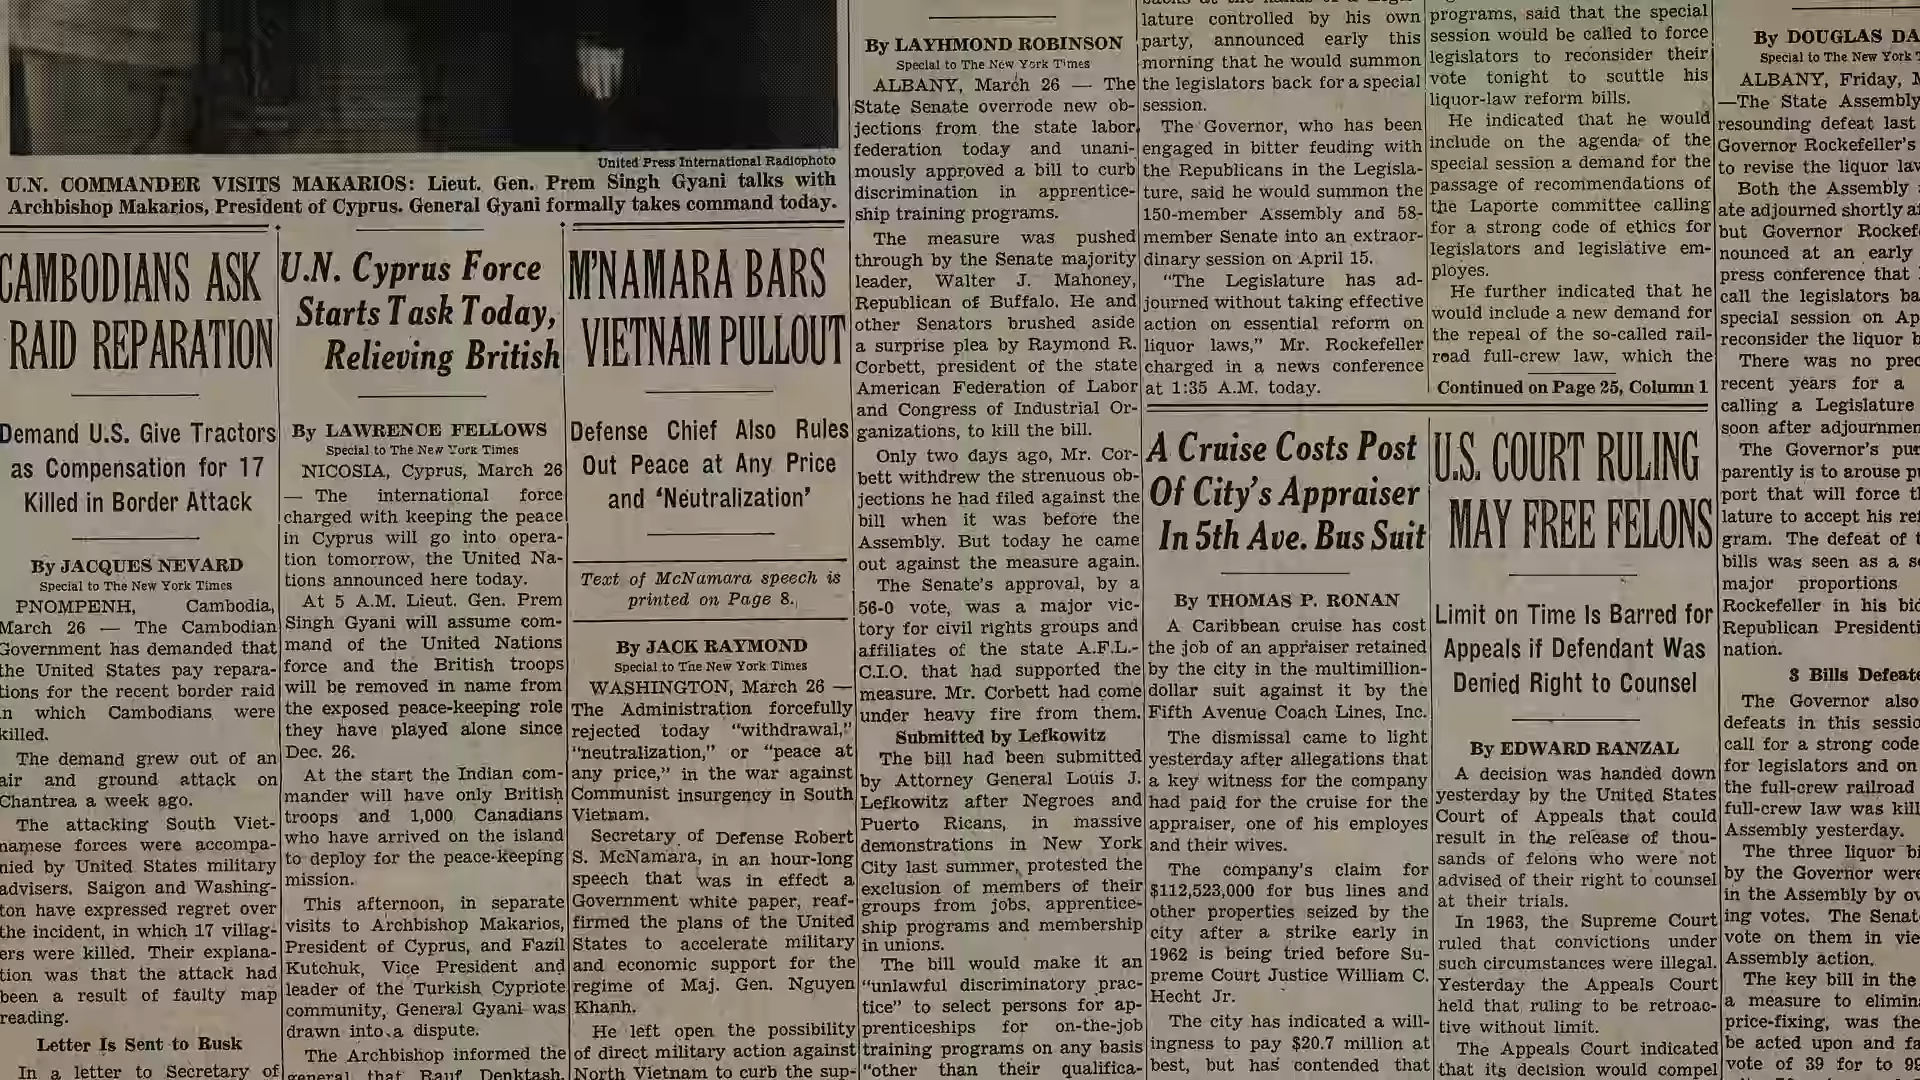 United Press International Radiophoto
U.N. COMMANDER VISITS MAKARIOS: Lieut. Gen. Prem Singh Gyani talks with
Archbishop Makarios, President of Cyprus. General Gyani formally takes command today.
CAMBODIANS ASK
RAID REPARATION
Demand U.S. Give Tractors
as Compensation for 17
Killed in Border Attack
By JACQUES NEVARD
Special to The New York Times
PNOMPENH, Cambodia,
March 26 — The Cambodian
Government has demanded that
the United States pay repara-
tions for the recent border raid
in which Cambodians were
killed.
The demand grew out of an
air and ground attack on
Chantrea a week ago.
The attacking South Viet-
namese forces were accompa-
nied by United States military
advisers. Saigon and Washing-
ton have expressed regret over
the incident, in which 17 villag-
ers were killed. Their explana-
tion was that the attack had
been a result of faulty map
reading.
Letter Is Sent to Rusk
In a letter to Secretary of
U.N. Cyprus Force
Starts Task Today,
Relieving British
By LAWRENCE FELLOWS
Special to The New York Times
NICOSIA, Cyprus, March 26
— The international force
charged with keeping the peace
in Cyprus will go into opera-
tion tomorrow, the United Na-
tions announced here today.
At 5 A.M. Lieut. Gen. Prem
Singh Gyani will assume com-
mand of the United Nations
force and the British troops
will be removed in name from
the exposed peace-keeping role
they have played alone since
Dec. 26.
At the start the Indian com-
mander will have only British
troops and 1,000 Canadians
who have arrived on the island
to deploy for the peace-keeping
mission.
This afternoon, in separate
visits to Archbishop Makarios,
President of Cyprus, and Fazil
Kutchuk, Vice President and
leader of the Turkish Cypriote
community, General Gyani was
drawn into a dispute.
The Archbishop informed the
general that Rauf Denktash,
M'NAMARA BARS
VIETNAM PULLOUT
Defense Chief Also Rules
Out Peace at Any Price
and ‘Neutralization’
Text of McNamara speech is
printed on Page 8.
By JACK RAYMOND
Special to The New York Times
WASHINGTON, March 26 —
The Administration forcefully
rejected today “withdrawal,”
“neutralization,” or “peace at
any price,” in the war against
Communist insurgency in South
Vietnam.
Secretary of Defense Robert
S. McNamara, in an hour-long
speech that was in effect a
Government white paper, reaf-
firmed the plans of the United
States to accelerate military
and economic support for the
regime of Maj. Gen. Nguyen
Khanh.
He left open the possibility
of direct military action against
North Vietnam to curb the sup-
By LAYHMOND ROBINSON
Special to The New York Times
ALBANY, March 26 — The
State Senate overrode new ob-
jections from the state labor
federation today and unani-
mously approved a bill to curb
discrimination in apprentice-
ship training programs.
The measure was pushed
through by the Senate majority
leader, Walter J. Mahoney,
Republican of Buffalo. He and
other Senators brushed aside
a surprise plea by Raymond R.
Corbett, president of the state
American Federation of Labor
and Congress of Industrial Or-
ganizations, to kill the bill.
Only two days ago, Mr. Cor-
bett withdrew the strenuous ob-
jections he had filed against the
bill when it was before the
Assembly. But today he came
out against the measure again.
The Senate's approval, by a
56-0 vote, was a major vic-
tory for civil rights groups and
affiliates of the state A.F.L.-
C.I.O. that had supported the
measure. Mr. Corbett had come
under heavy fire from them.
Submitted by Lefkowitz
The bill had been submitted
by Attorney General Louis J.
Lefkowitz after Negroes and
Puerto Ricans, in massive
demonstrations in New York
City last summer, protested the
exclusion of members of their
groups from jobs, apprentice-
ship programs and membership
in unions.
The bill would make it an
“unlawful discriminatory prac-
tice” to select persons for ap-
prenticeships for on-the-job
training programs on any basis
“other than their qualifica-
lature controlled by his own
party, announced early this
morning that he would summon
the legislators back for a special
session.
The Governor, who has been
engaged in bitter feuding with
the Republicans in the Legisla-
ture, said he would summon the
150-member Assembly and 58-
member Senate into an extraor-
dinary session on April 15.
“The Legislature has ad-
journed without taking effective
action on essential reform on
liquor laws,” Mr. Rockefeller
charged in a news conference
at 1:35 A.M. today.
programs, said that the special
session would be called to force
legislators to reconsider their
vote tonight to scuttle his
liquor-law reform bills.
He indicated that he would
include on the agenda of the
special session a demand for the
passage of recommendations of
the Laporte committee calling
for a strong code of ethics for
legislators and legislative em-
ployes.
He further indicated that he
would include a new demand for
the repeal of the so-called rail-
road full-crew law, which the
Continued on Page 25, Column 1
A Cruise Costs Post
Of City's Appraiser
In 5th Ave. Bus Suit
By THOMAS P. RONAN
A Caribbean cruise has cost
the job of an appraiser retained
by the city in the multimillion-
dollar suit against it by the
Fifth Avenue Coach Lines, Inc.
The dismissal came to light
yesterday after allegations that
a key witness for the company
had paid for the cruise for the
appraiser, one of his employes
and their wives.
The company's claim for
$112,523,000 for bus lines and
other properties seized by the
city after a strike early in
1962 is being tried before Su-
preme Court Justice William C.
Hecht Jr.
The city has indicated a will-
ingness to pay $20.7 million at
best, but has contended that
U.S. COURT RULING
MAY FREE FELONS
Limit on Time Is Barred for
Appeals if Defendant Was
Denied Right to Counsel
By EDWARD RANZAL
A decision was handed down
yesterday by the United States
Court of Appeals that could
result in the release of thou-
sands of felons who were not
advised of their right to counsel
at their trials.
In 1963, the Supreme Court
ruled that convictions under
such circumstances were illegal.
Yesterday the Appeals Court
held that ruling to be retroac-
tive without limit.
The Appeals Court indicated
that its decision would compel
By DOUGLAS DA
Special to The New York
ALBANY, Friday, M
—The State Assembly
resounding defeat last
Governor Rockefeller's
to revise the liquor law
Both the Assembly
ate adjourned shortly af
but Governor Rockef
nounced at an early
press conference that
call the legislators ba
special session on Ap
reconsider the liquor b
There was no prec
recent years for a
calling a Legislature
soon after adjournmen
The Governor's pur
parently is to arouse p
port that will force t
lature to accept his re
gram. The defeat of t
bills was seen as a s
major proportions
Rockefeller in his bid
Republican Presidenti
nation.
3 Bills Defeate
The Governor also
defeats in this sessio
call for a strong code
for legislators and on
the full-crew railroad
full-crew law was kill
Assembly yesterday.
The three liquor bi
by the Governor were
in the Assembly by ov
ing votes. The Senat
vote on them in vie
Assembly action.
The key bill in the
a measure to elimin
price-fixing, was the
be acted upon and fa
vote of 39 for to 9